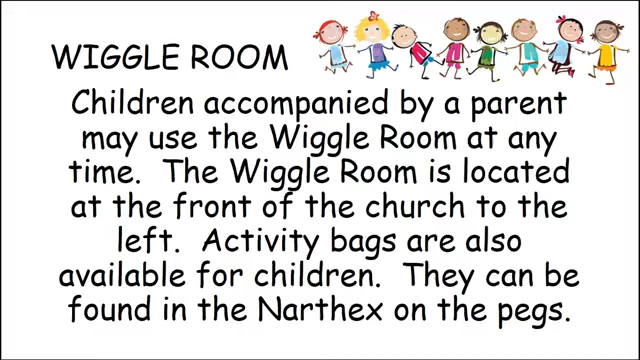 WIGGLE ROOM
Children accompanied by a parent
may use the Wiggle Room at any
time.  The Wiggle Room is located
at the front of the church to the
left.  Activity bags are also
available for children.  They can be
found in the Narthex on the pegs.